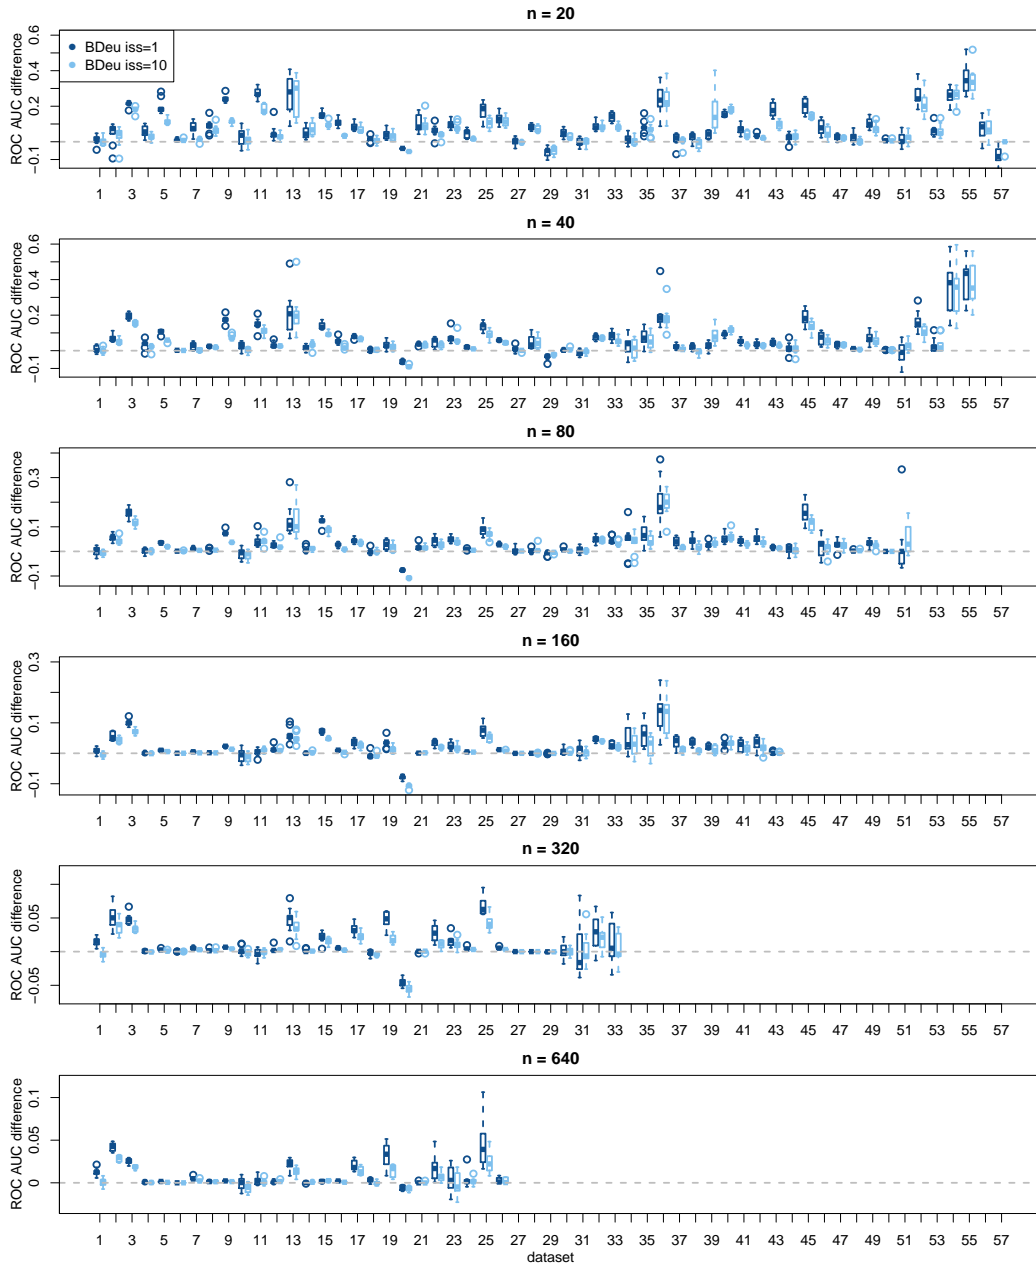 n = 20
ROC AUC difference
−0.1 0.2 0.4 0.6
BDeu iss=1
BDeu iss=10
1 3 5 7 9 11 13 15 17 19 21 23 25 27 29 31 33 35 37 39 41 43 45 47 49 51 53 55 57
n = 40
ROC AUC difference
−0.1 0.2 0.4 0.6
1 3 5 7 9 11 13 15 17 19 21 23 25 27 29 31 33 35 37 39 41 43 45 47 49 51 53 55 57
n = 80
ROC AUC difference
−0.1 0.1 0.3
1 3 5 7 9 11 13 15 17 19 21 23 25 27 29 31 33 35 37 39 41 43 45 47 49 51 53 55 57
n = 160
ROC AUC difference
−0.1 0.1 0.3
1 3 5 7 9 11 13 15 17 19 21 23 25 27 29 31 33 35 37 39 41 43 45 47 49 51 53 55 57
n = 320
ROC AUC difference
−0.05 0.05
1 3 5 7 9 11 13 15 17 19 21 23 25 27 29 31 33 35 37 39 41 43 45 47 49 51 53 55 57
n = 640
ROC AUC difference
0 0.05 0.1
1 3 5 7 9 11 13 15 17 19 21 23 25 27 29 31 33 35 37 39 41 43 45 47 49 51 53 55 57
dataset